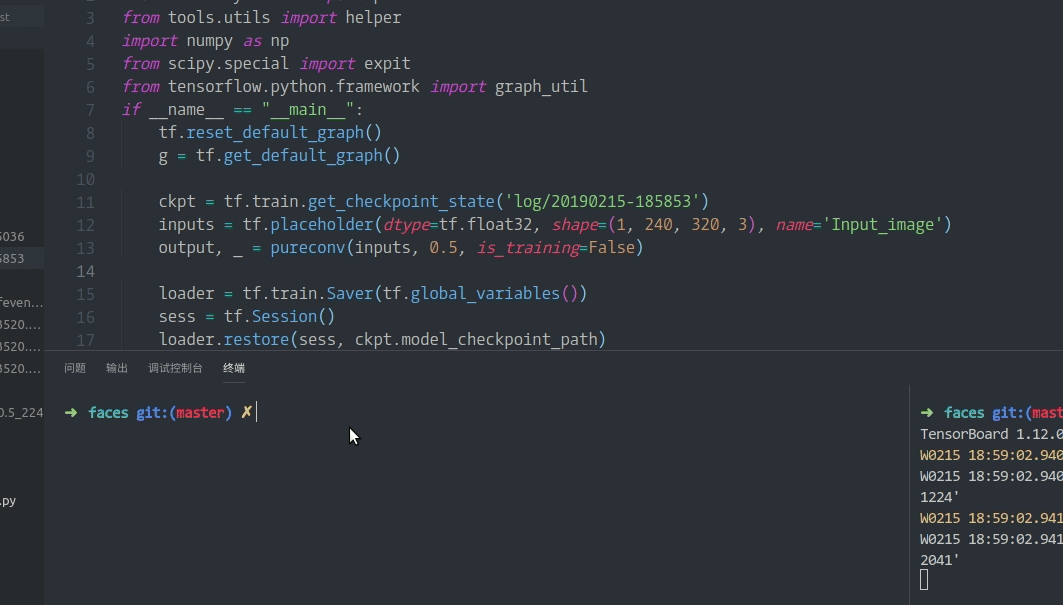 st
5036
5853
feven...
3520....
3520....
3520....
0.5_224
.py
3 from tools.utils import helper
4 import numpy as np
5 from scipy.special import expit
6 from tensorflow.python.framework import graph_util
7 if __name__ == "__main__":
8 tf.reset_default_graph()
9 g = tf.get_default_graph()
10
11 ckpt = tf.train.get_checkpoint_state('log/20190215-185853')
12 inputs = tf.placeholder(dtype=tf.float32, shape=(1, 240, 320, 3), name='Input_image')
13 output, _ = pureconv(inputs, 0.5, is_training=False)
14
15 loader = tf.train.Saver(tf.global_variables())
16 sess = tf.Session()
17 loader.restore(sess, ckpt.model_checkpoint_path)
问题 输出 调试控制台 终端
➜ faces git:(master) ✗
➜ faces git:(mast
TensorBoard 1.12.0
W0215 18:59:02.940
W0215 18:59:02.940
1224'
W0215 18:59:02.941
W0215 18:59:02.941
2041'